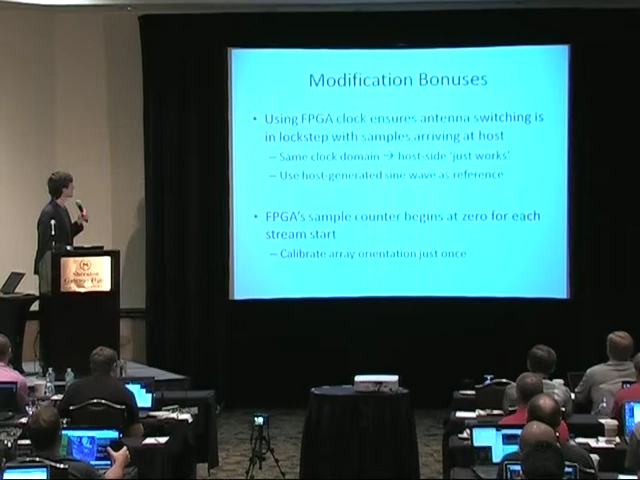 Modification Bonuses
• Using FPGA clock ensures antenna switching is
in lockstep with samples arriving at host
– Same clock domain → host-side 'just works'
– Use host-generated sine wave as reference
• FPGA's sample counter begins at zero for each
stream start
– Calibrate array orientation just once
Sheraton